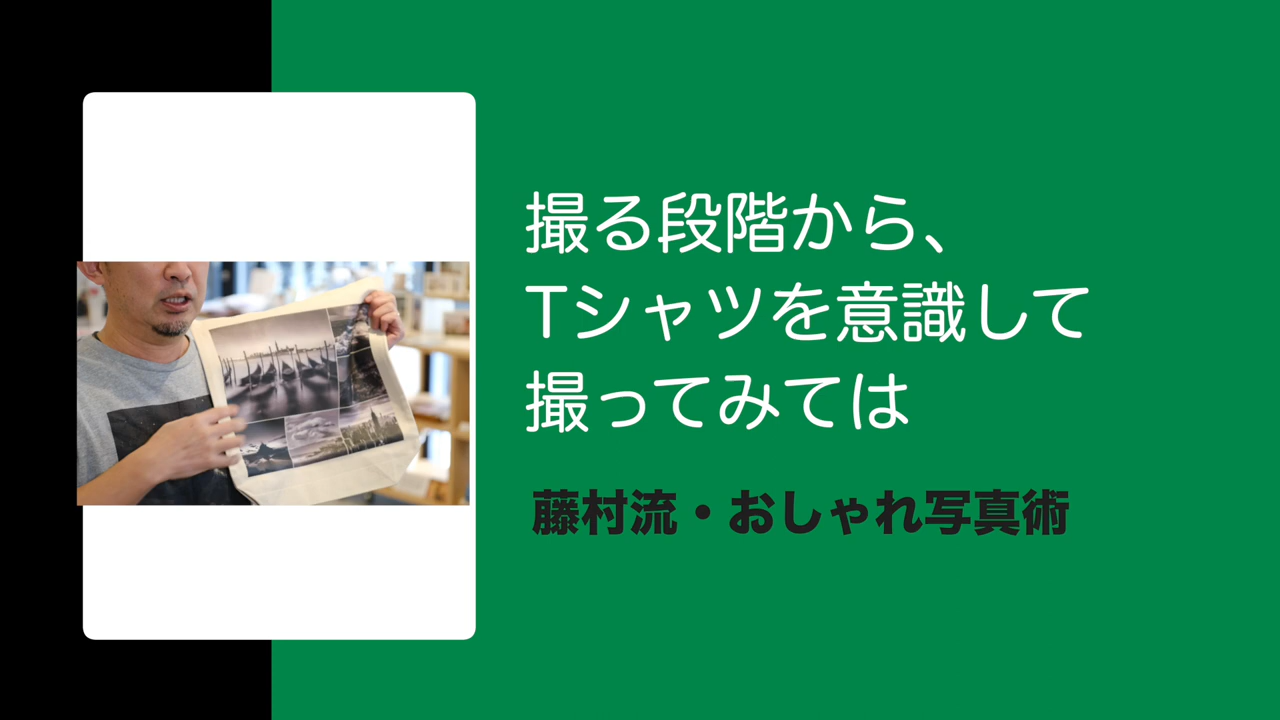 撮る段階から、
Tシャツを意識して
撮ってみては
藤村流・おしゃれ写真術